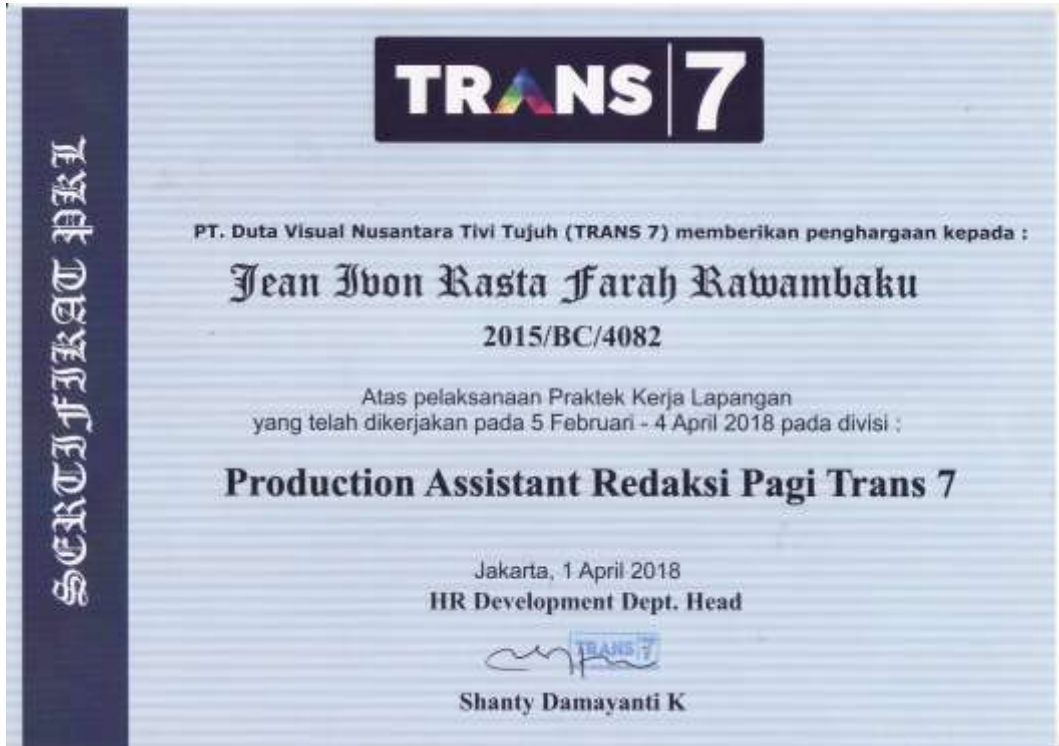 SERTIFIKAT PKL
TRANS|7
PT. Duta Visual Nusantara Tivi Tujuh (TRANS 7) memberikan penghargaan kepada :
Jean Ivon Rasta Farah Rawambaku
2015/BC/4082
Atas pelaksanaan Praktek Kerja Lapangan
yang telah dikerjakan pada 5 Februari - 4 April 2018 pada divisi :
Production Assistant Redaksi Pagi Trans 7
Jakarta, 1 April 2018
HR Development Dept. Head
TRANS|7
Shanty Damayanti K